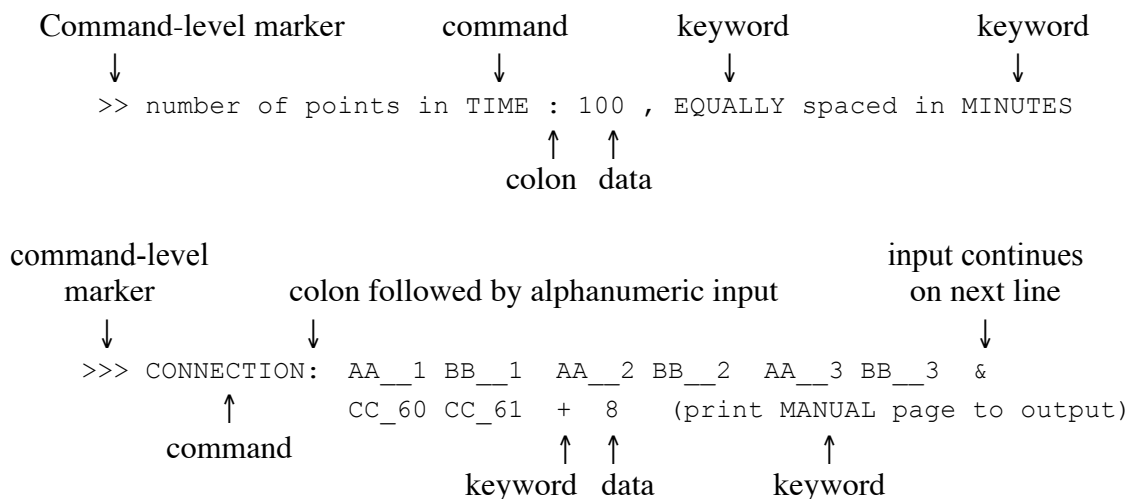 Command-level marker command keyword keyword
↓ ↓ ↓ ↓
>> number of points in TIME : 100 , EQUALLY spaced in MINUTES
↑ ↑
colon data
command-level input continues
marker colon followed by alphanumeric input on next line
↓ ↓ ↓
>>> CONNECTION: AA__1 BB__1 AA__2 BB__2 AA__3 BB__3 &
↑ CC_60 CC_61 + 8 (print MANUAL page to output)
command ↑ ↑ ↑
keyword data keyword